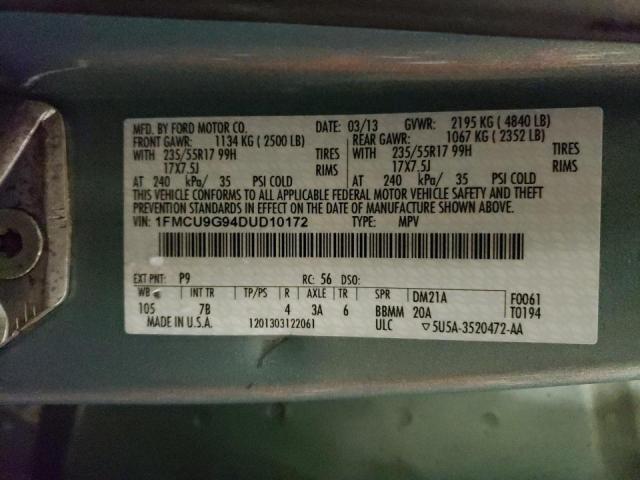 MFD. BY FORD MOTOR CO. DATE: 03/13 GVWR: 2195 KG ( 4840 LB)
FRONT GAWR: 1134 KG ( 2500 LB) REAR GAWR: 1067 KG ( 2352 LB)
WITH 235/55R17 99H TIRES WITH 235/55R17 99H TIRES
17X7.5J RIMS 17X7.5J RIMS
AT 240 kPa/ 35 PSI COLD AT 240 kPa/ 35 PSI COLD
THIS VEHICLE CONFORMS TO ALL APPLICABLE FEDERAL MOTOR VEHICLE SAFETY AND THEFT
PREVENTION STANDARDS IN EFFECT ON THE DATE OF MANUFACTURE SHOWN ABOVE.
VIN: 1FMCU9G94DUD10172 TYPE: MPV
EXT PNT: P9 RC: 56 DSO:
WB INT TR TP/PS R AXLE TR SPR DM21A F0061
105 7B 4 3A 6 BBMM 20A T0194
MADE IN U.S.A. 1201303122061 ULC 5U5A-3520472-AA